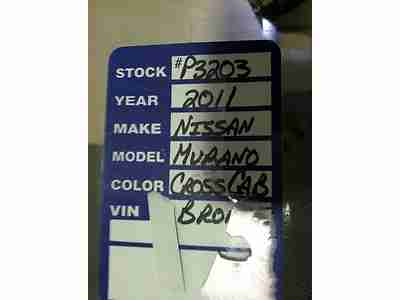 STOCK #P3203
YEAR 2011
MAKE NISSAN
MODEL MURANO
COLOR CROSSCAB
VIN BRO